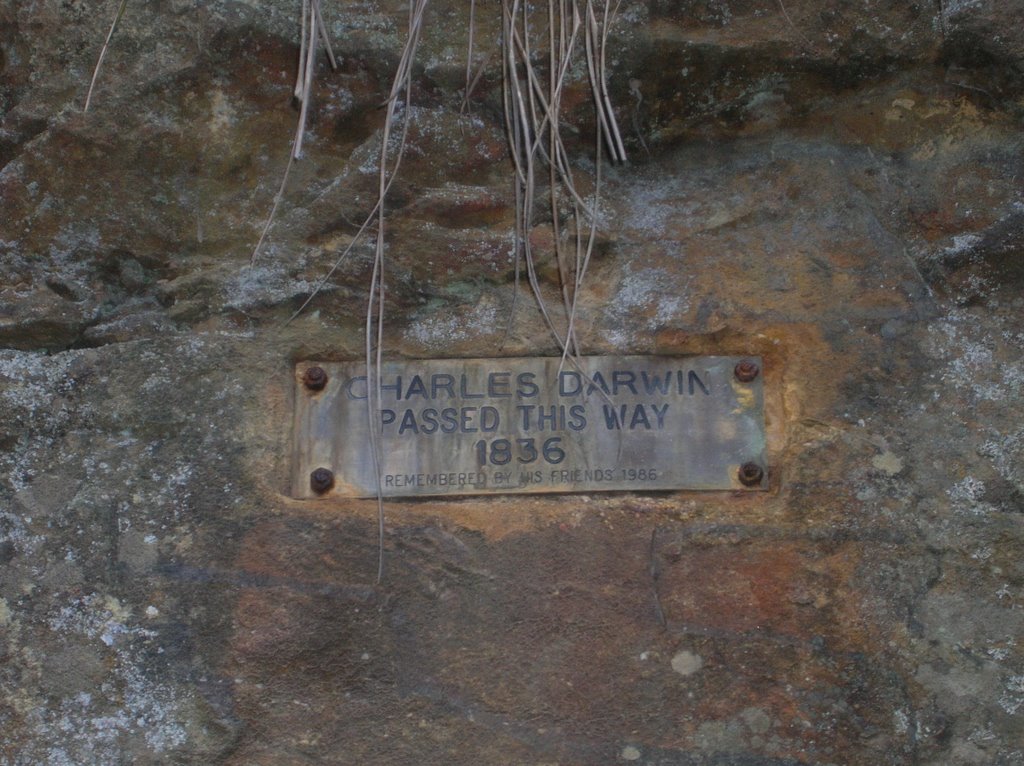 CHARLES DARWIN
PASSED THIS WAY
1836
REMEMBERED BY HIS FRIENDS 1986